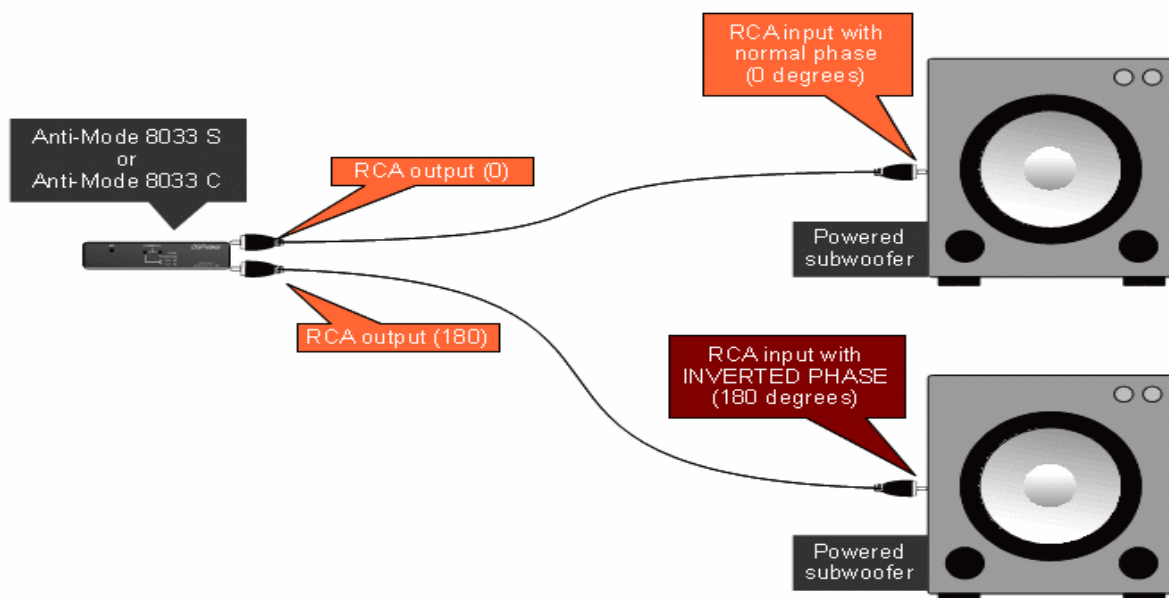 RCA input with
normal phase
(0 degrees)
Anti-Mode 8033 S
or
Anti-Mode 8033 C
RCA output (0)
Powered
subwoofer
RCA output (180)
RCA input with
INVERTED PHASE
(180 degrees)
Powered
subwoofer